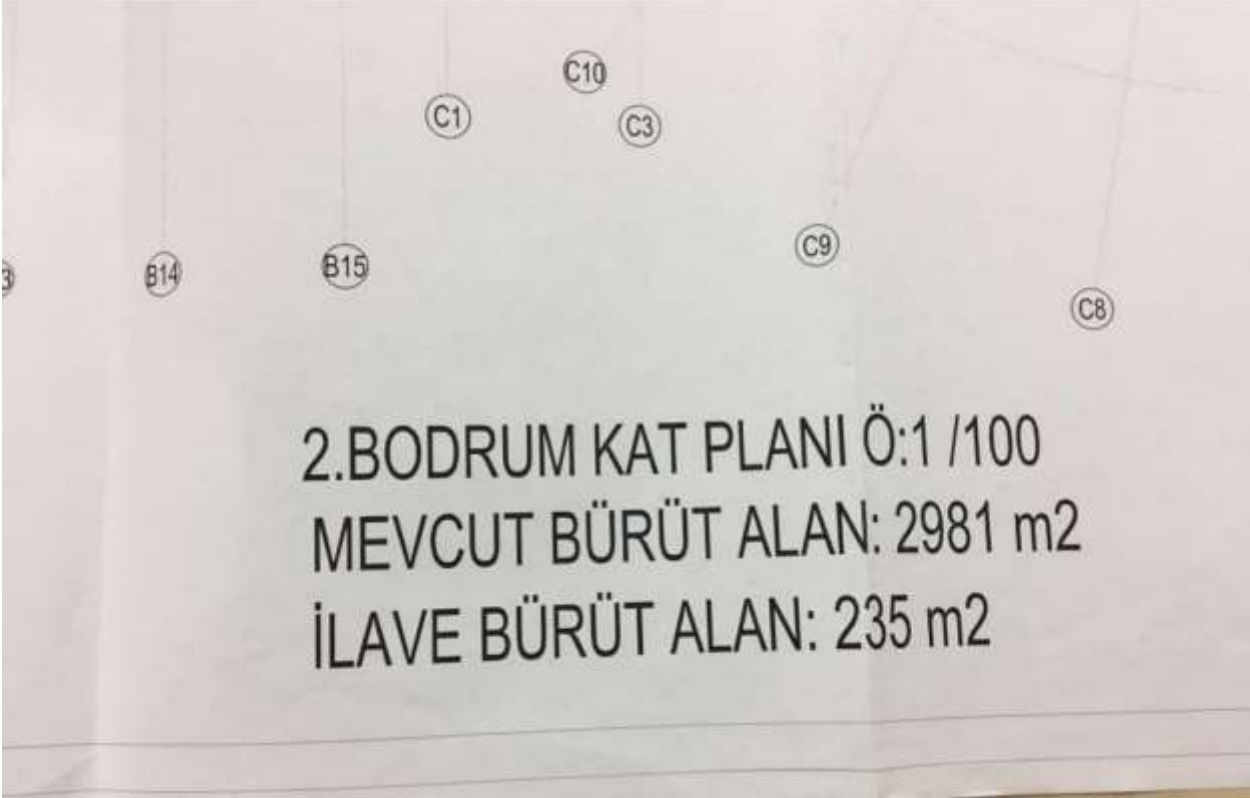 C10
C1
C3
C9
B15
B14
C8
2.BODRUM KAT PLANI Ö:1 /100
MEVCUT BÜRÜT ALAN: 2981 m2
İLAVE BÜRÜT ALAN: 235 m2